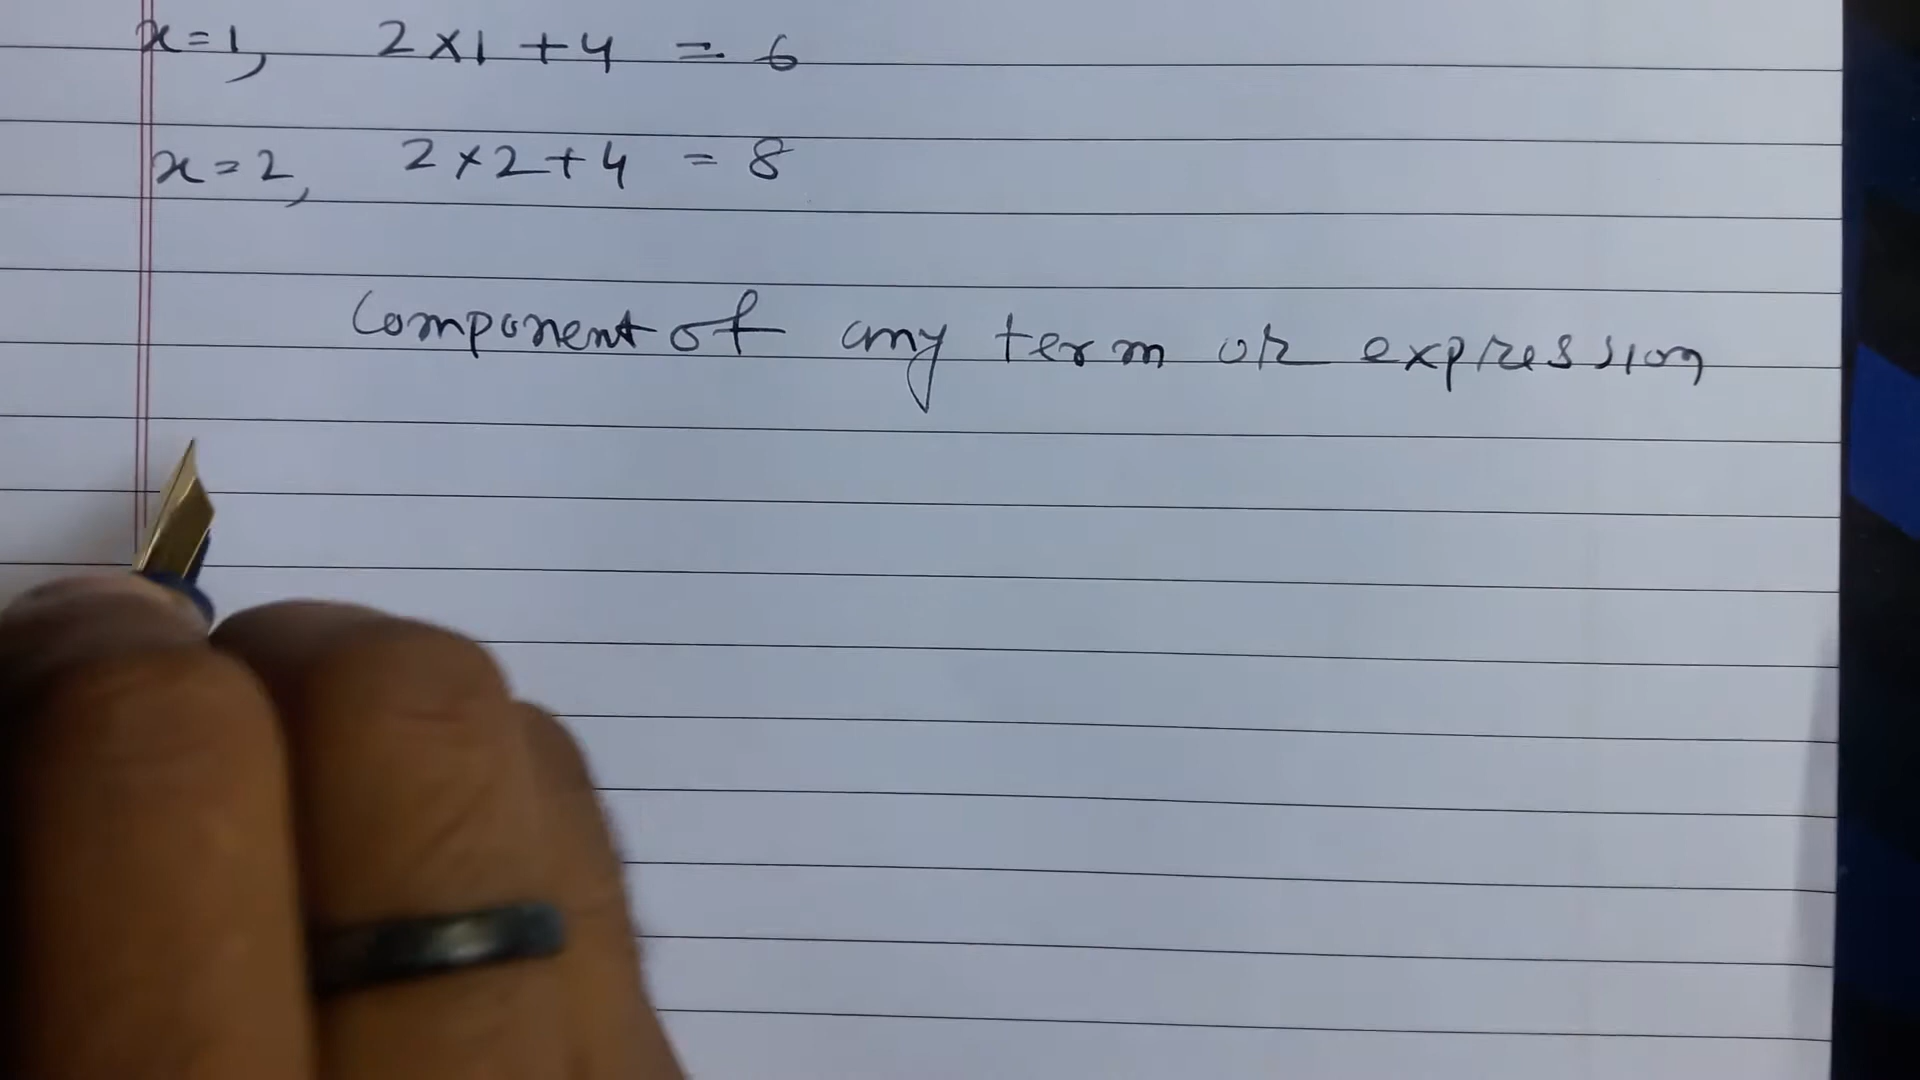 x=1, 2×1+4 = 6
x=2, 2×2+4 = 8
Component of any term or expression